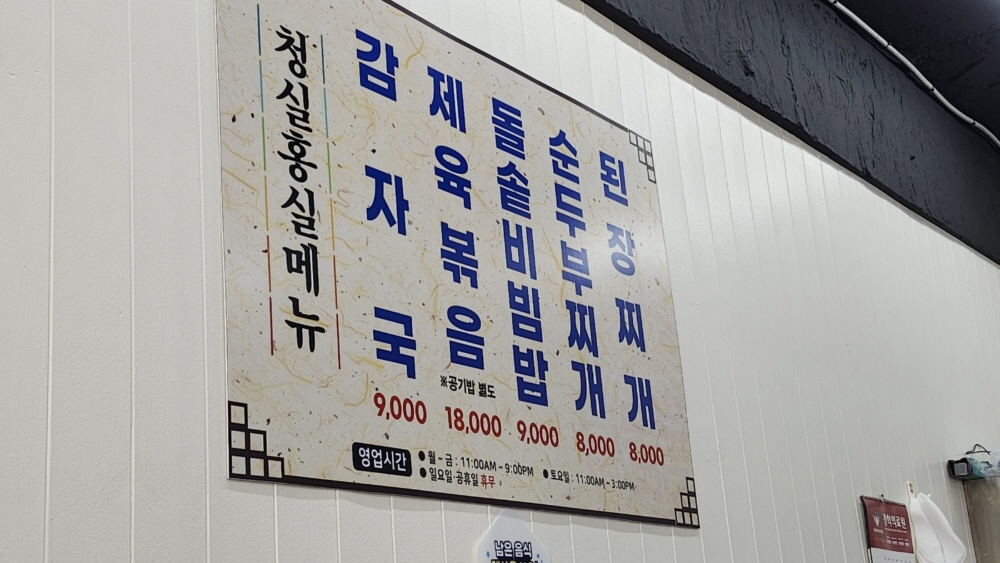 청실홍실메뉴
감자국
제육볶음
돌솥비빔밥
순두부찌개
된장찌개
※공기밥 별도
9,000 18,000 9,000 8,000 8,000
영업시간
●월~금 : 11:00AM~9:00PM ●토요일 : 11:00AM~3:00PM
●일요일·공휴일 휴무
남은 음식